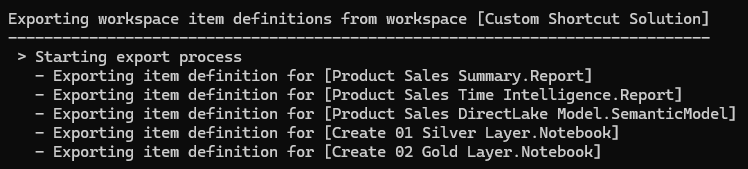 Exporting workspace item definitions from workspace [Custom Shortcut Solution]
------------------------------------------------------------------------------
> Starting export process
- Exporting item definition for [Product Sales Summary.Report]
- Exporting item definition for [Product Sales Time Intelligence.Report]
- Exporting item definition for [Product Sales DirectLake Model.SemanticModel]
- Exporting item definition for [Create 01 Silver Layer.Notebook]
- Exporting item definition for [Create 02 Gold Layer.Notebook]